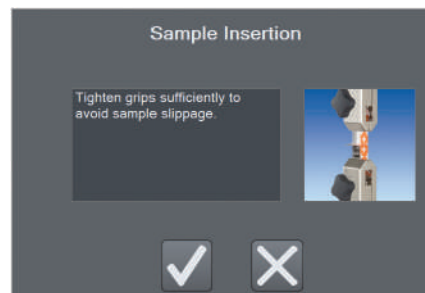 Sample Insertion
Tighten grips sufficiently to
avoid sample slippage.